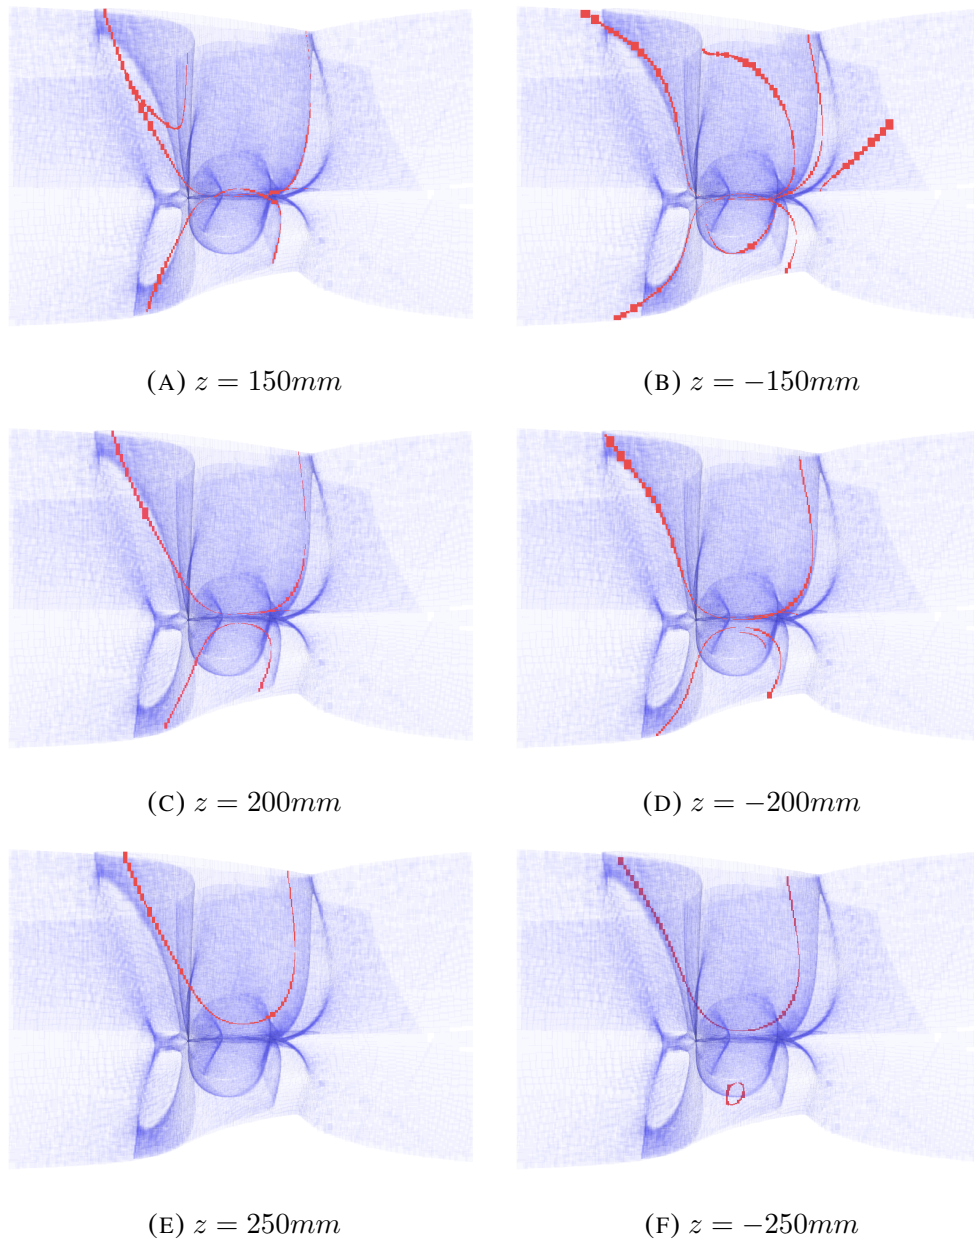 (A) z = 150mm
(B) z = −150mm
(C) z = 200mm
(D) z = −200mm
(E) z = 250mm
(F) z = −250mm